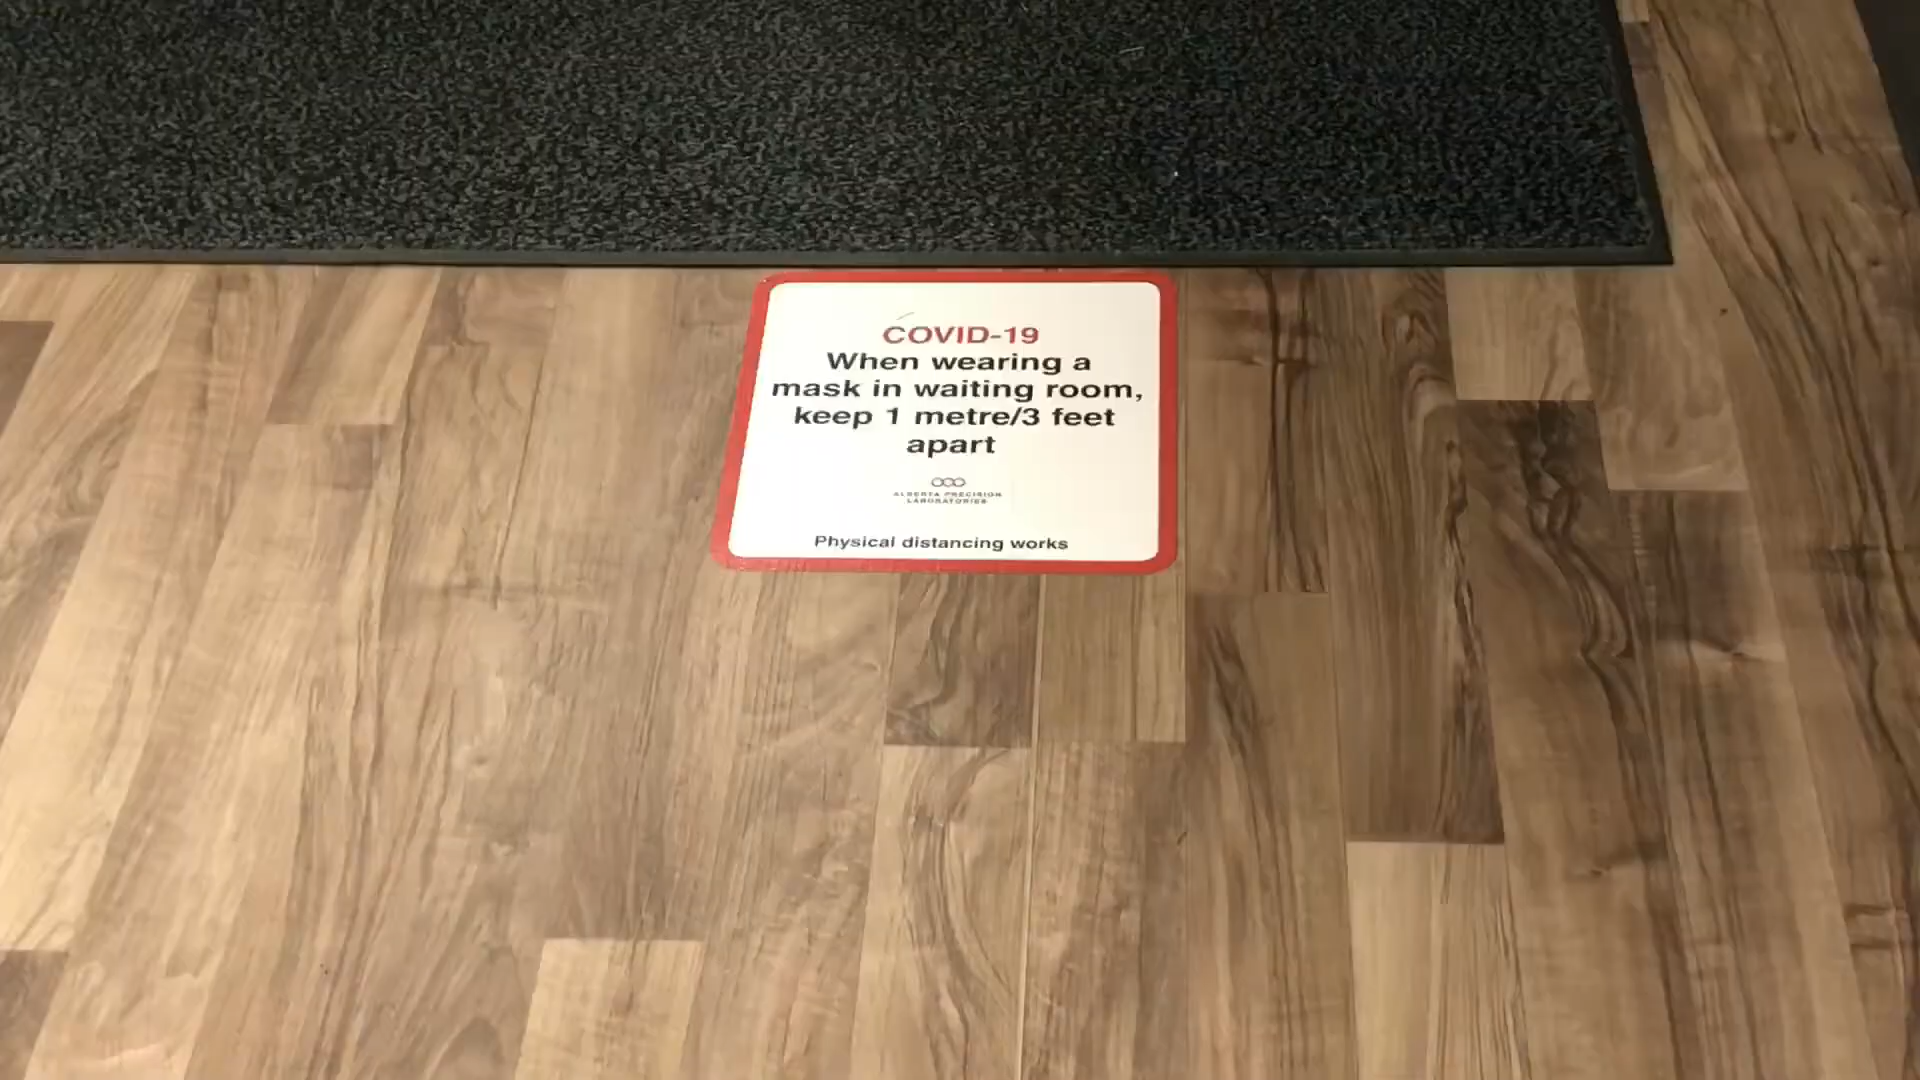 COVID-19
When wearing a
mask in waiting room,
keep 1 metre/3 feet
apart
ALBERTA PRECISION
LABORATORIES
Physical distancing works